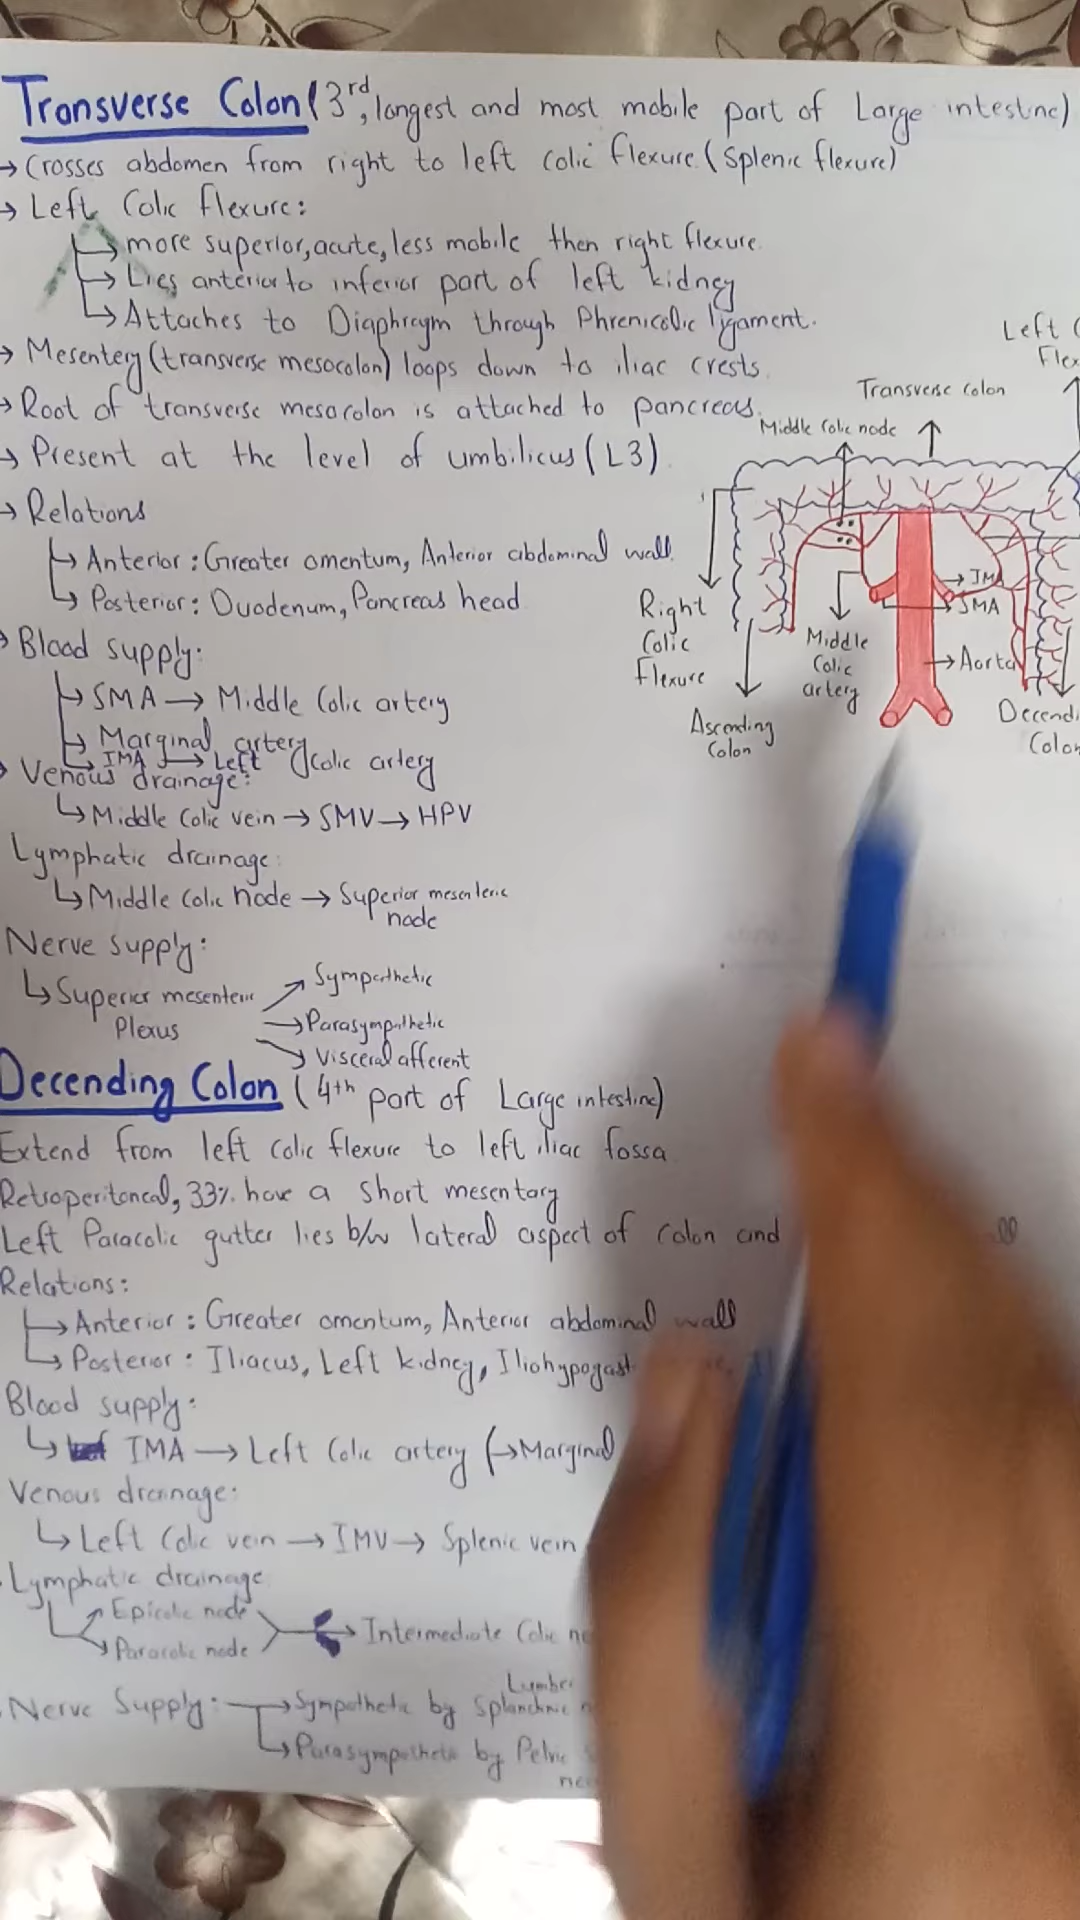 Transverse Colon (3rd, longest and most mobile part of Large intestine)
→ Crosses abdomen from right to left colic flexure. (Splenic flexure)
→ Left Colic flexure:
↳ more superior, acute, less mobile then right flexure.
↳ Lies anterior to inferior part of left kidney
↳ Attaches to Diaphragm through Phrenicolic ligament.
→ Mesentery (transverse mesocolon) loops down to iliac crests.
→ Root of transverse mesocolon is attached to pancreas.
→ Present at the level of umbilicus (L3)
→ Relations
↳ Anterior : Greater omentum, Anterior abdominal wall
↳ Posterior : Duodenum, Pancreas head
Blood supply:
↳ SMA → Middle Colic artery
↳ Marginal artery
↳ IMA → Left Colic artery
Venous drainage:
↳ Middle Colic vein → SMV → HPV
Lymphatic drainage:
↳ Middle Colic node → Superior mesenteric
node
Nerve supply:
↳ Superior mesenteric
Plexus
→ Sympathetic
→ Parasympathetic
→ Visceral afferent
Left
Flex
Transverse colon
Middle Colic node
Right
Colic
Flexure
Ascending
Colon
Middle
Colic
artery
→ IMA
SMA
→ Aorta
Decendi
Colon
Decending Colon (4th part of Large intestine)
Extend from left colic flexure to left iliac fossa
Retroperitoneal, 33% have a short mesentary
Left Paracolic gutter lies b/w lateral aspect of colon and
Relations:
↳ Anterior : Greater omentum, Anterior abdominal wall
↳ Posterior : Iliacus, Left kidney, Iliohypogast
Blood supply:
↳ IMA → Left Colic artery (→ Marginal
Venous drainage:
↳ Left Colic vein → IMV → Splenic vein
Lymphatic drainage
Epicolic node
Paracolic node
→ Intermediate Colic
Nerve Supply: → Sympathetic by Splanchnic
↳ Parasympathetic by Pelvic